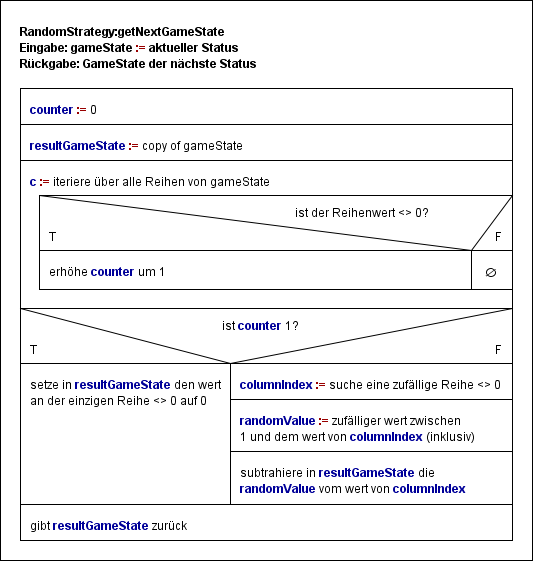 RandomStrategy:getNextGameState
Eingabe: gameState := aktueller Status
Rückgabe: GameState der nächste Status
counter := 0
resultGameState := copy of gameState
c := iteriere über alle Reihen von gameState
ist der Reihenwert <> 0?
T
F
erhöhe counter um 1
∅
ist counter 1?
T
F
setze in resultGameState den wert
an der einzigen Reihe <> 0 auf 0
columnIndex := suche eine zufällige Reihe <> 0
randomValue := zufälliger wert zwischen
1 und dem wert von columnIndex (inklusiv)
subtrahiere in resultGameState die
randomValue vom wert von columnIndex
gibt resultGameState zurück